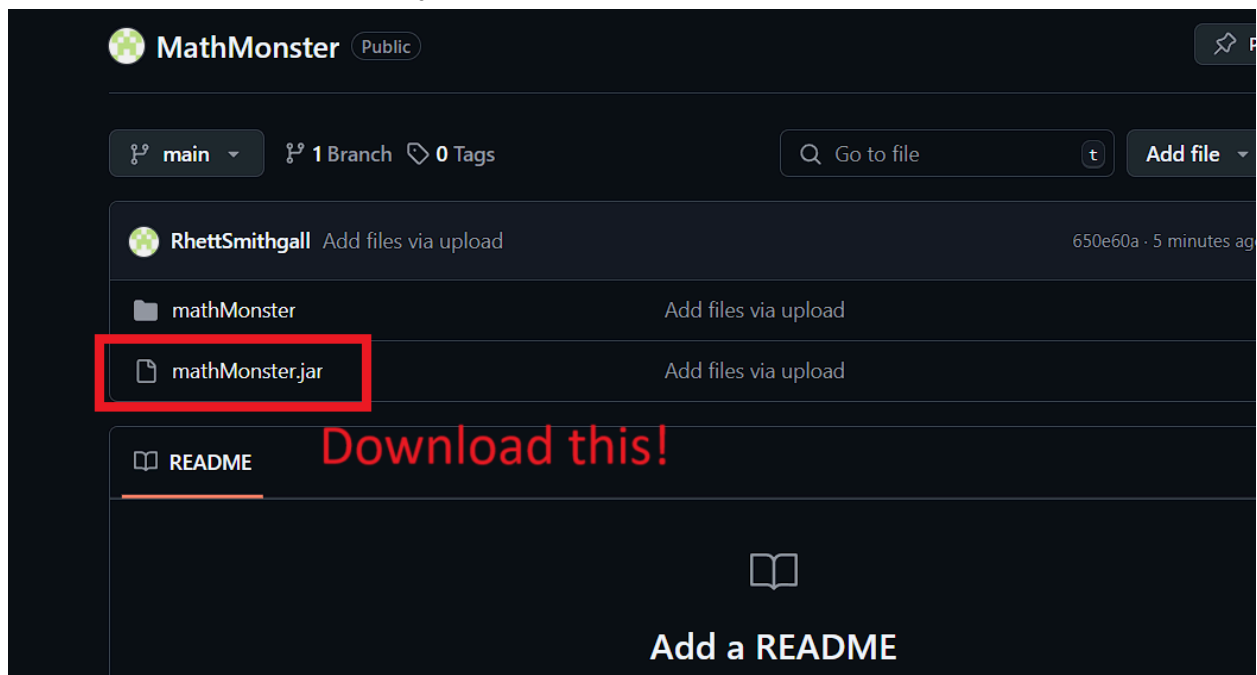 MathMonster Public P
main 1 Branch 0 Tags Go to file t Add file
RhettSmithgall Add files via upload 650e60a · 5 minutes ago
mathMonster Add files via upload
mathMonster.jar Add files via upload
Download this!
README
Add a README